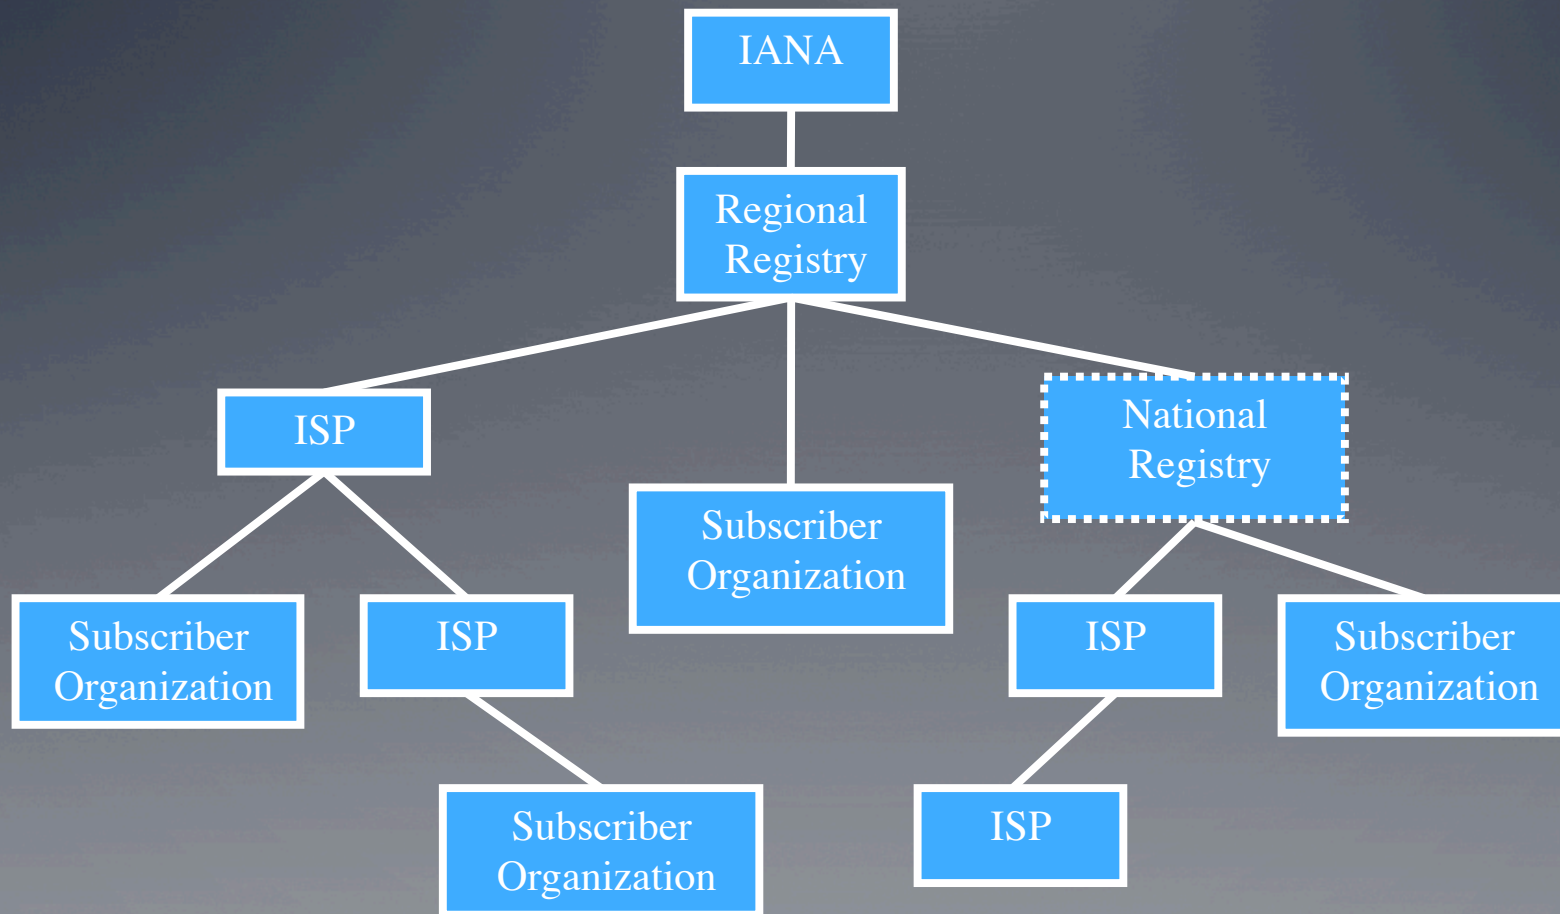 IANA
Regional
Registry
ISP
National
Registry
Subscriber
Organization
Subscriber
Organization
ISP
ISP
Subscriber
Organization
Subscriber
Organization
ISP